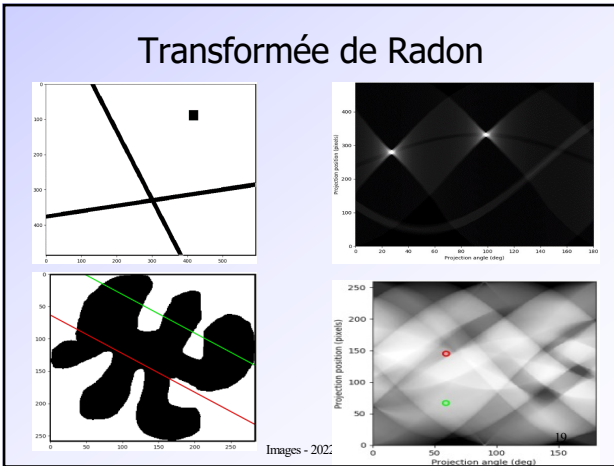 Transformée de Radon
0
100
200
300
400
0 100 200 300 400 500
Projection position (pixels)
400
300
200
100
0
0 20 40 60 80 100 120 140 160 180
Projection angle (deg)
0
50
100
150
200
250
0 50 100 150 200 250
Projection position (pixels)
250
200
150
100
50
0
0 50 100 150
Projection angle (deg)
Images - 2022
19